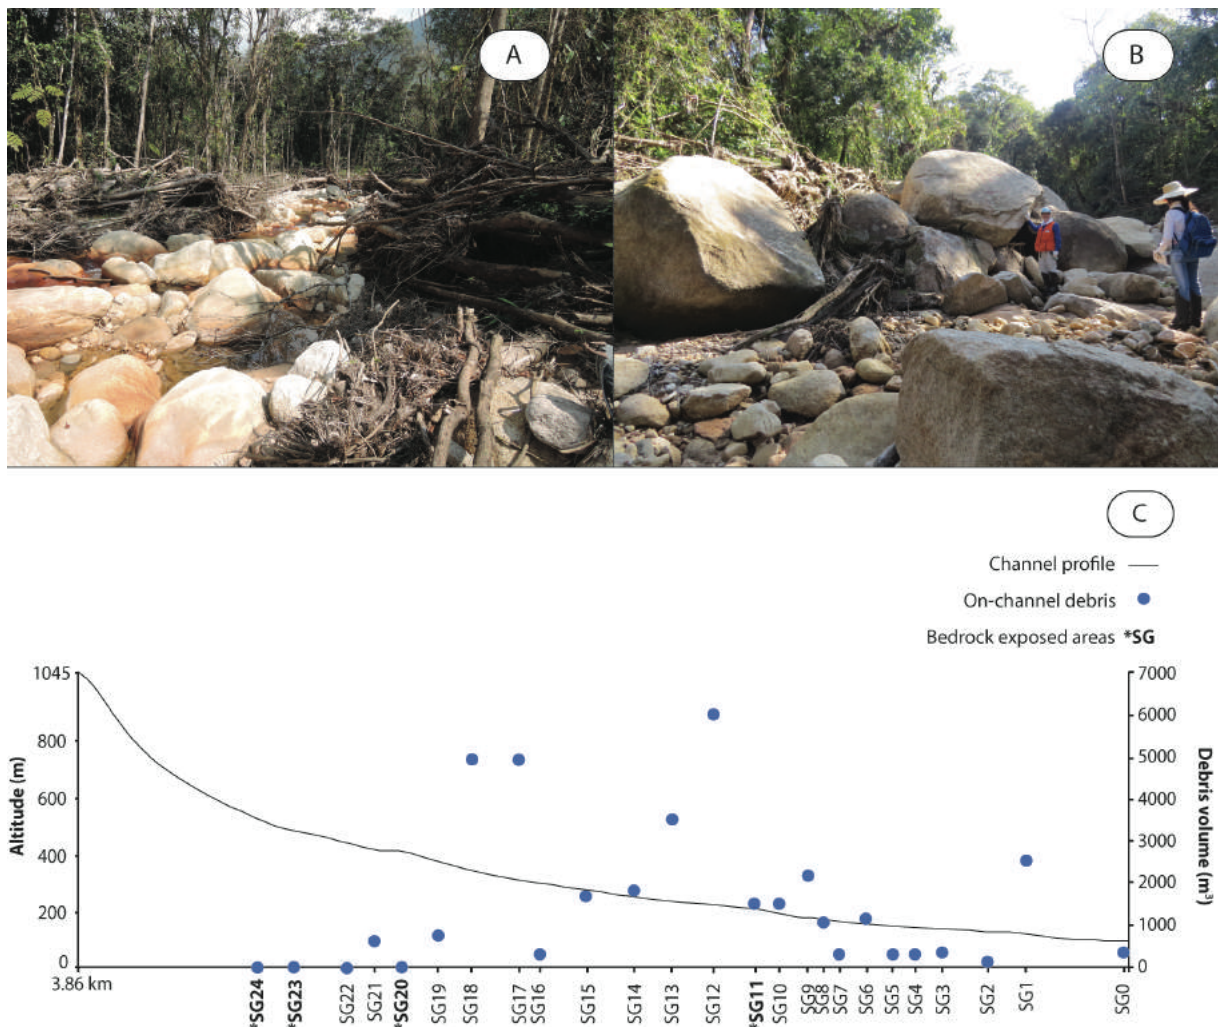 A
B
C
Channel profile
On-channel debris
Bedrock exposed areas *SG
1045
800
600
400
200
0
3.86 km
Altitude (m)
7000
6000
5000
4000
3000
2000
1000
0
Debris volume (m³)
*SG24
*SG23
SG22
SG21
*SG20
SG19
SG18
SG17
SG16
SG15
SG14
SG13
SG12
*SG11
SG10
SG9
SG8
SG7
SG6
SG5
SG4
SG3
SG2
SG1
SG0